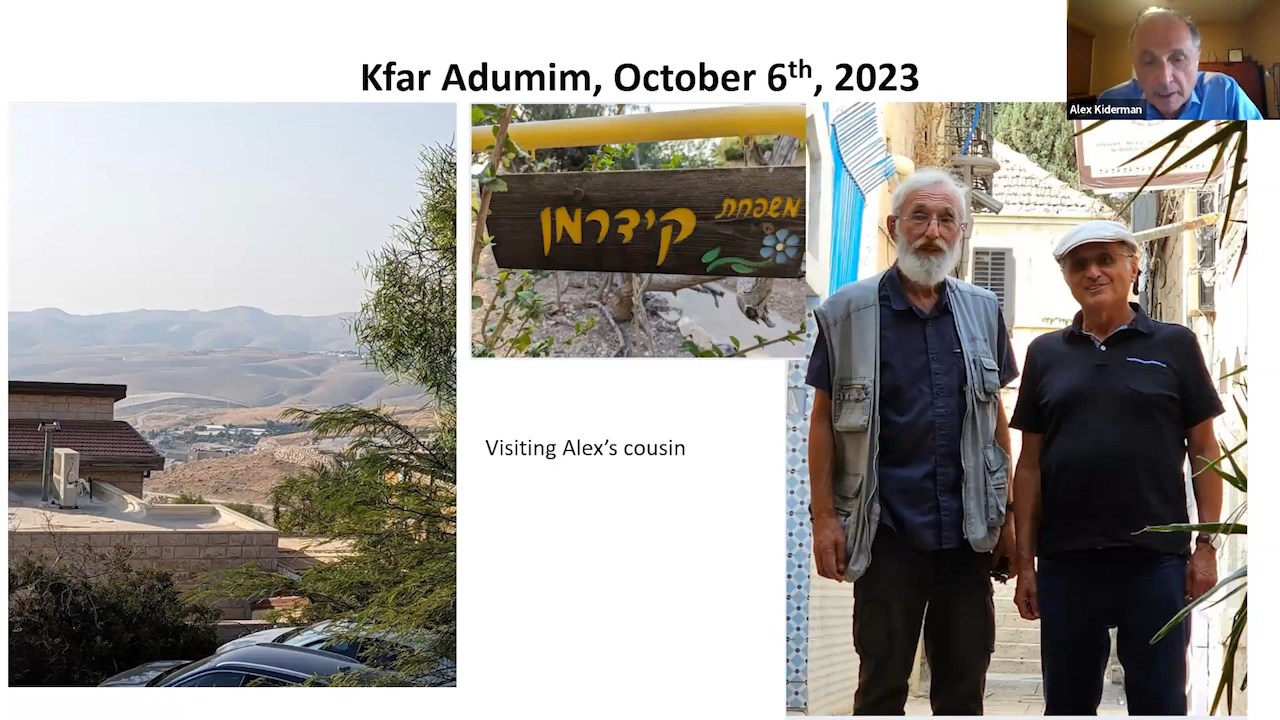 Kfar Adumim, October 6th, 2023
Alex Kiderman
משפחת
קידרמן
Visiting Alex's cousin